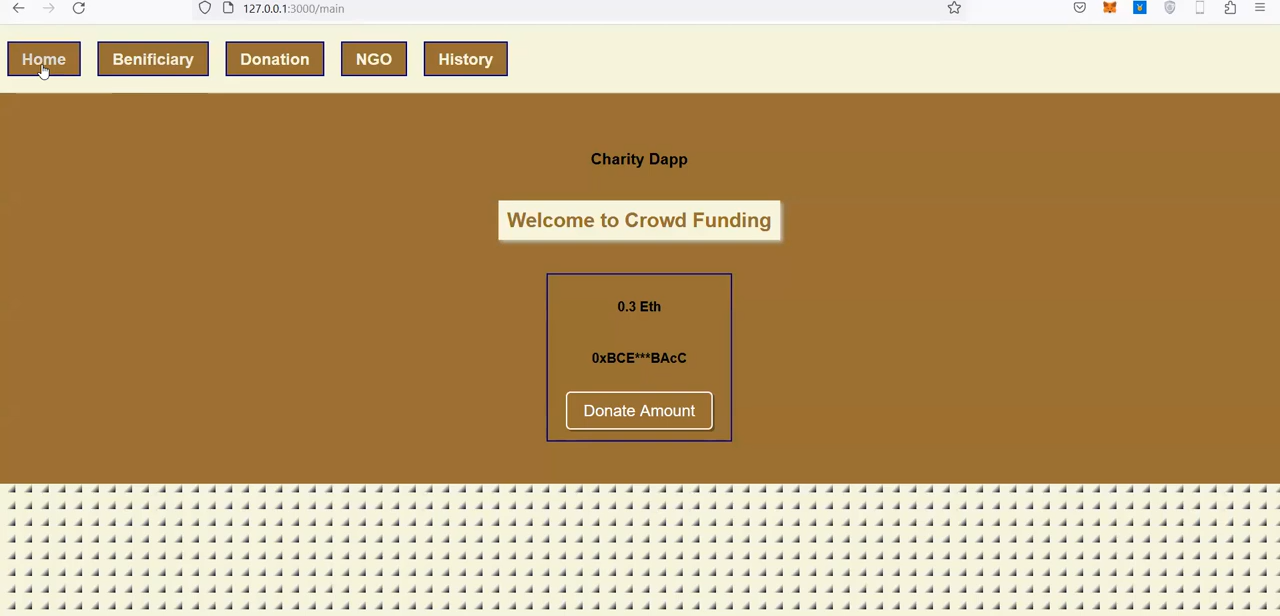 127.0.0.1:3000/main
Home Benificiary Donation NGO History
Charity Dapp
Welcome to Crowd Funding
0.3 Eth
0xBCE***BAcC
Donate Amount